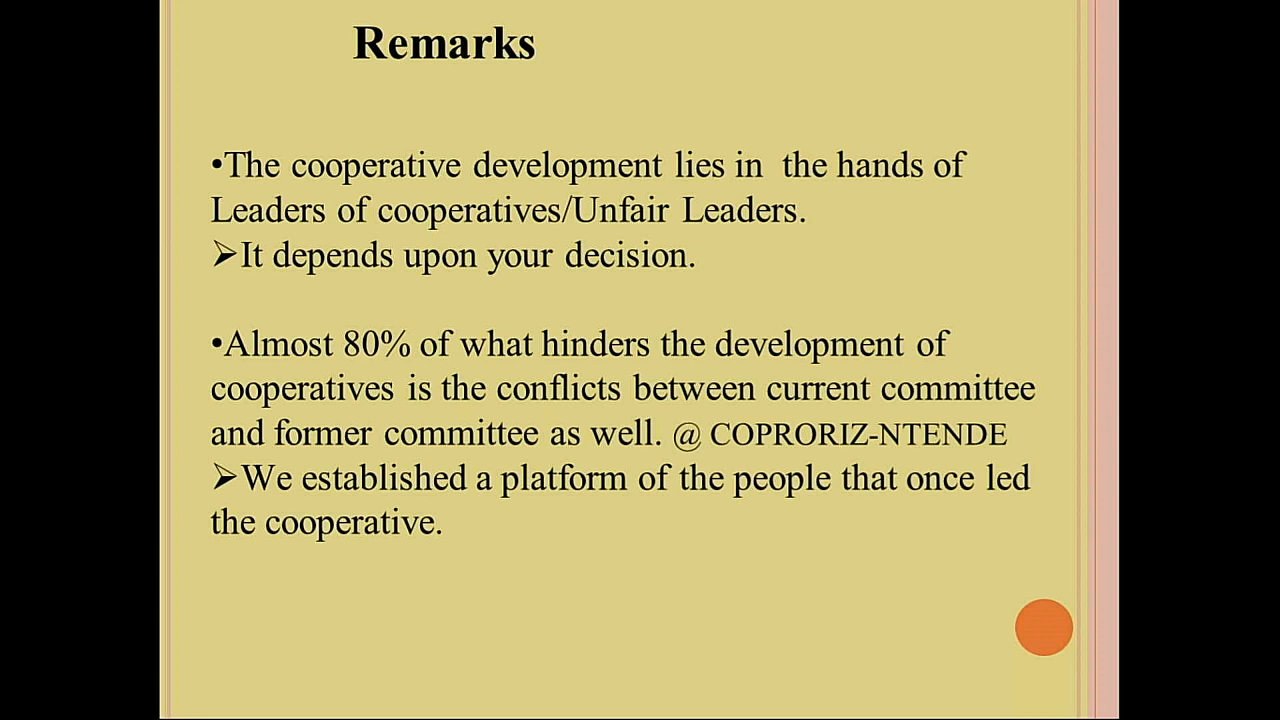 Remarks
•The cooperative development lies in the hands of
Leaders of cooperatives/Unfair Leaders.
➢It depends upon your decision.
•Almost 80% of what hinders the development of
cooperatives is the conflicts between current committee
and former committee as well. @ COPRORIZ-NTENDE
➢We established a platform of the people that once led
the cooperative.